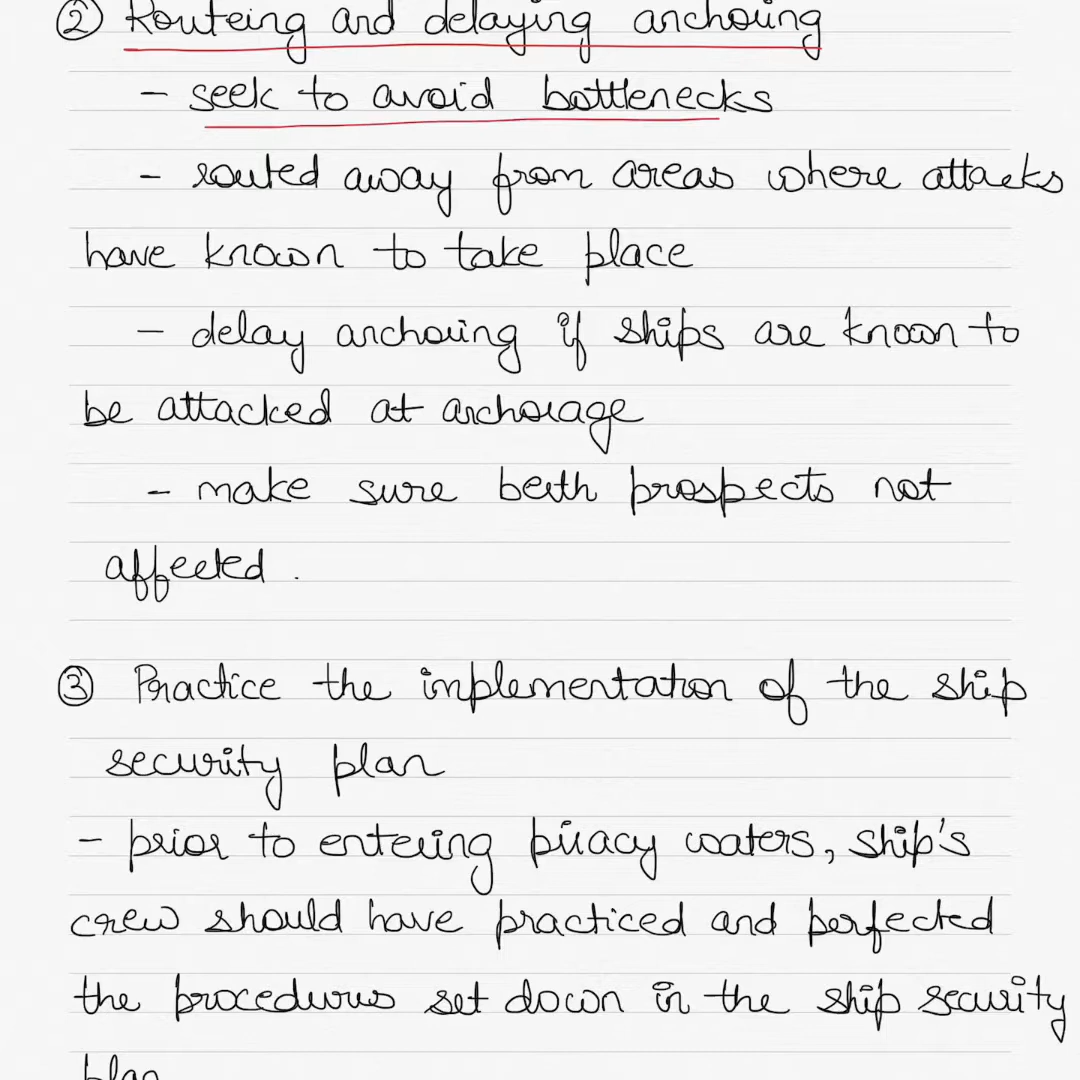 ② Routeing and delaying anchoring
- seek to avoid bottlenecks
- routed away from areas where attacks
have known to take place
- delay anchoring if ships are known to
be attacked at anchorage
- make sure berth prospects not
affected.
③ Practice the implementation of the ship
security plan
- prior to entering piracy waters, ship's
crew should have practiced and perfected
the procedures set down in the ship security
plan